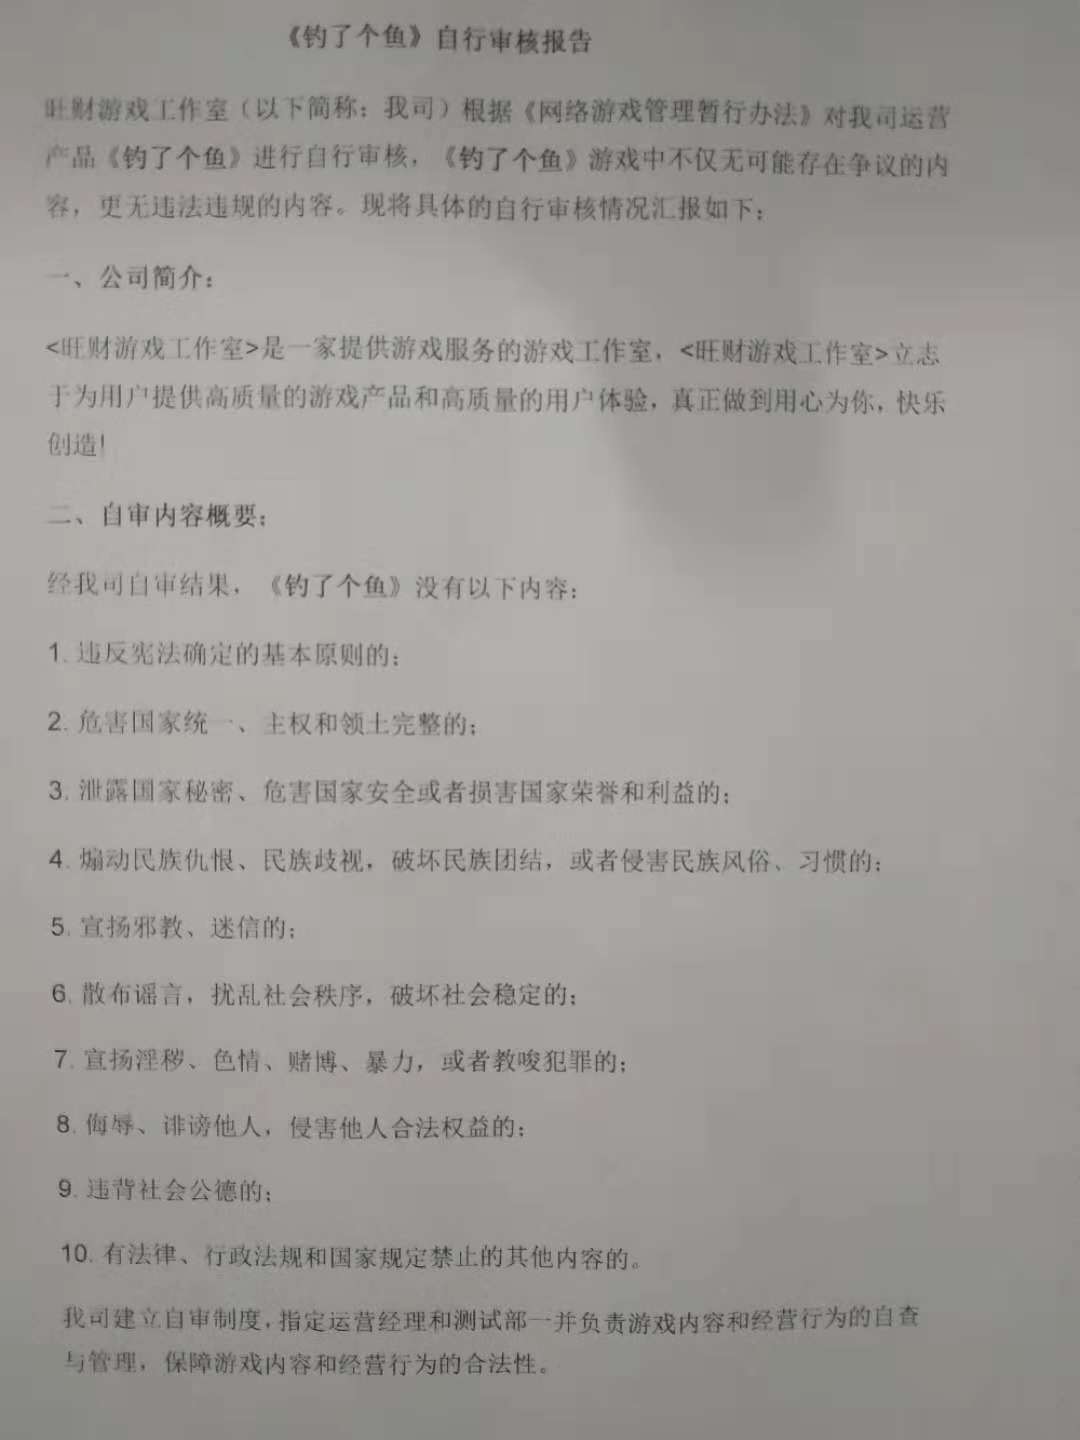 《钓了个鱼》自行审核报告
旺财游戏工作室（以下简称：我司）根据《网络游戏管理暂行办法》对我司运营
产品《钓了个鱼》进行自行审核，《钓了个鱼》游戏中不仅无可能存在争议的内
容，更无违法违规的内容。现将具体的自行审核情况汇报如下：
一、公司简介：
<旺财游戏工作室>是一家提供游戏服务的游戏工作室，<旺财游戏工作室>立志
于为用户提供高质量的游戏产品和高质量的用户体验，真正做到用心为你，快乐
创造！
二、自审内容概要：
经我司自审结果，《钓了个鱼》没有以下内容：
1. 违反宪法确定的基本原则的；
2. 危害国家统一、主权和领土完整的；
3. 泄露国家秘密、危害国家安全或者损害国家荣誉和利益的；
4. 煽动民族仇恨、民族歧视，破坏民族团结，或者侵害民族风俗、习惯的；
5. 宣扬邪教、迷信的；
6. 散布谣言，扰乱社会秩序，破坏社会稳定的；
7. 宣扬淫秽、色情、赌博、暴力，或者教唆犯罪的；
8. 侮辱、诽谤他人，侵害他人合法权益的；
9. 违背社会公德的；
10. 有法律、行政法规和国家规定禁止的其他内容的。
我司建立自审制度，指定运营经理和测试部一并负责游戏内容和经营行为的自查
与管理，保障游戏内容和经营行为的合法性。